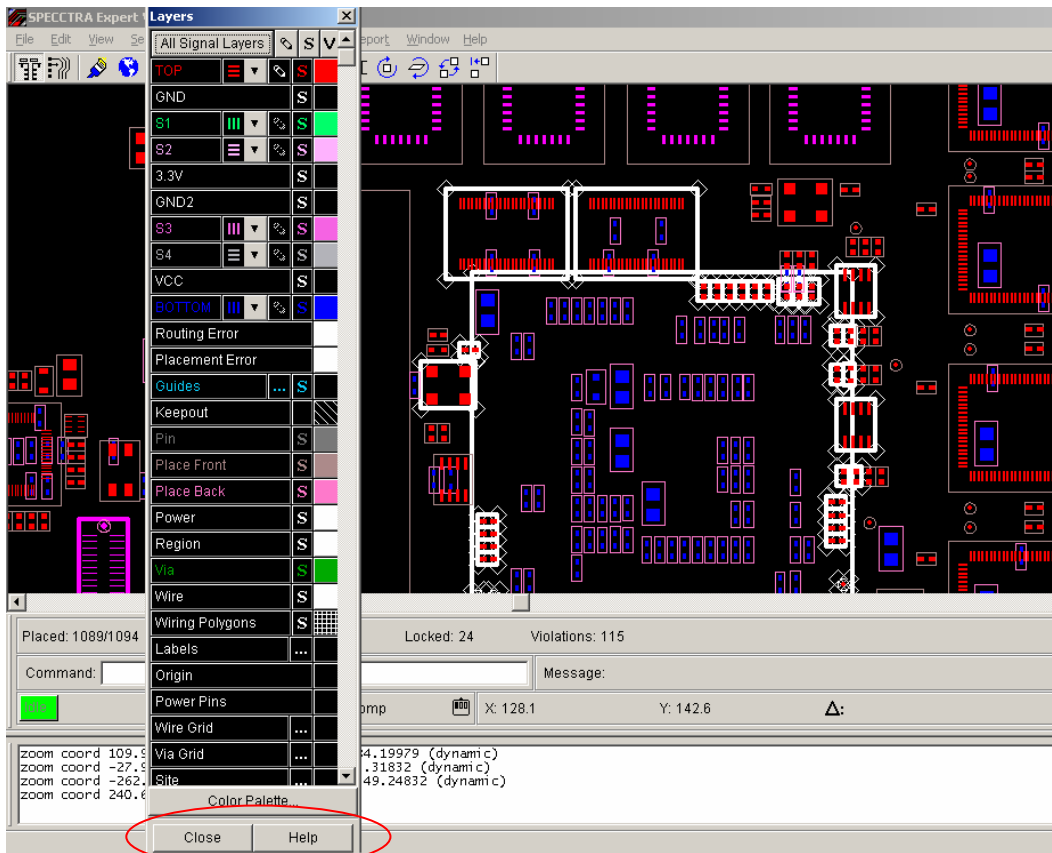 SPECCTRA Expert
Layers
File Edit View Se
eport Window Help
All Signal Layers S V
TOP S
GND S
S1 S
S2 S
3.3V S
GND2 S
S3 S
S4 S
VCC S
BOTTOM S
Routing Error
Placement Error
Guides ... S
Keepout
Pin S
Place Front S
Place Back S
Power S
Region S
Via S
Wire S
Wiring Polygons S
Labels ...
Origin
Power Pins
Wire Grid ...
Via Grid ...
Site ...
Color Palette...
Close Help
Placed: 1089/1094 Locked: 24 Violations: 115
Command: Message:
Idle omp X: 128.1 Y: 142.6 Δ:
zoom coord 109.9 4.19979 (dynamic)
zoom coord -27.9 .31832 (dynamic)
zoom coord -262. 49.24832 (dynamic)
zoom coord 240.6